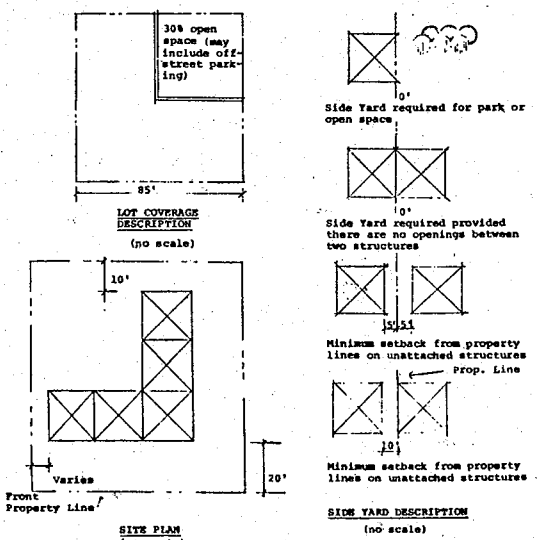 30% open
space (may
include off-
street park-
ing)
85'
LOT COVERAGE
DESCRIPTION
(no scale)
10'
Varies
20'
Front
Property Line
SITE PLAN
0'
Side Yard required for park or
open space
0'
Side Yard required provided
there are no openings between
two structures
5' 5'
Minimum setback from property
lines on unattached structures
Prop. Line
10'
Minimum setback from property
lines on unattached structures
SIDE YARD DESCRIPTION
(no scale)